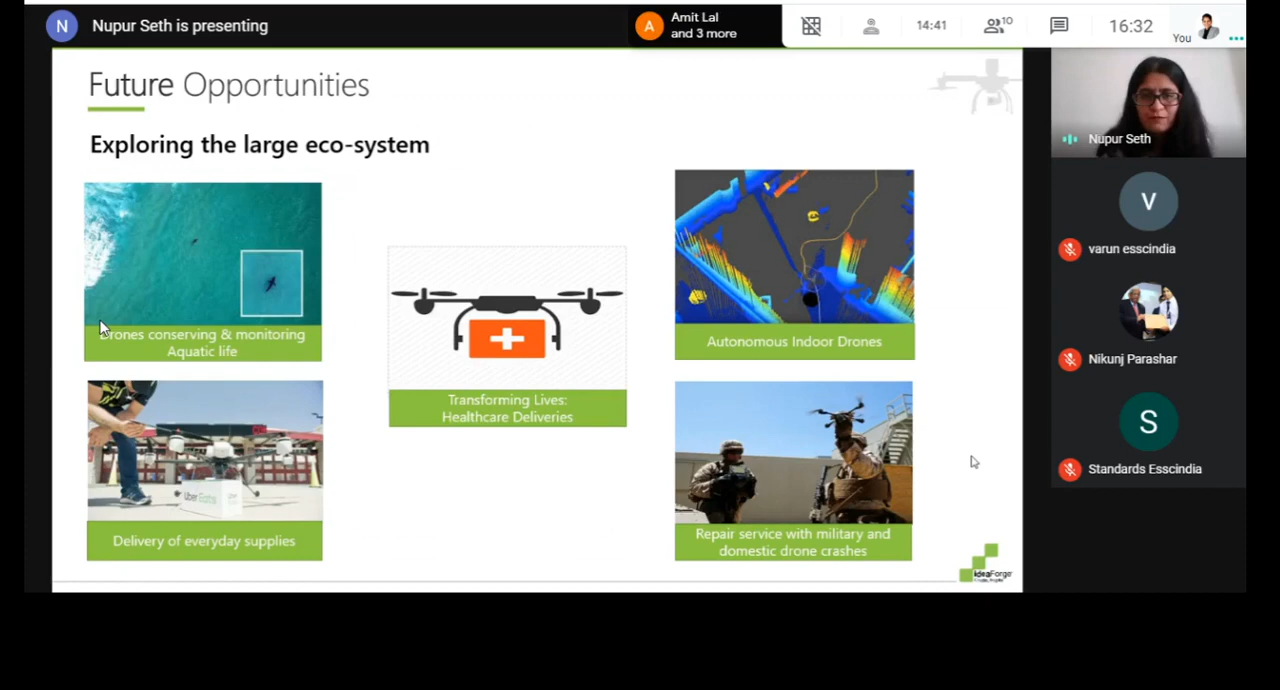 N
Nupur Seth is presenting
A
Amit Lal
and 3 more
14:41
10
16:32
You
Future Opportunities
Exploring the large eco-system
Drones conserving & monitoring
Aquatic life
Transforming Lives:
Healthcare Deliveries
Autonomous Indoor Drones
Uber Eats
Delivery of everyday supplies
Repair service with military and
domestic drone crashes
ideaForge
Nupur Seth
V
varun esscindia
Nikunj Parashar
S
Standards Esscindia